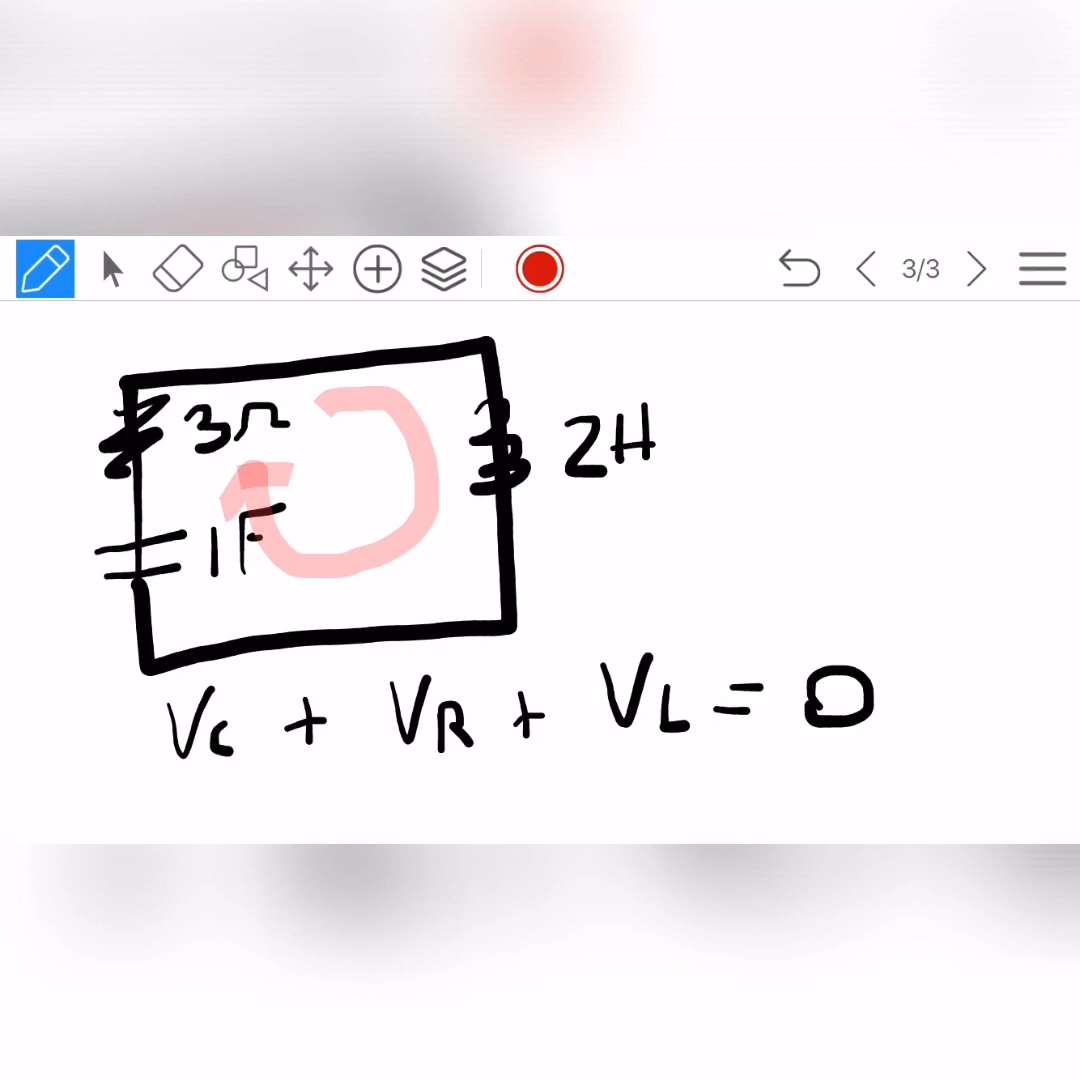 3/3
3Ω
2H
1F
Vc + VR + VL = 0